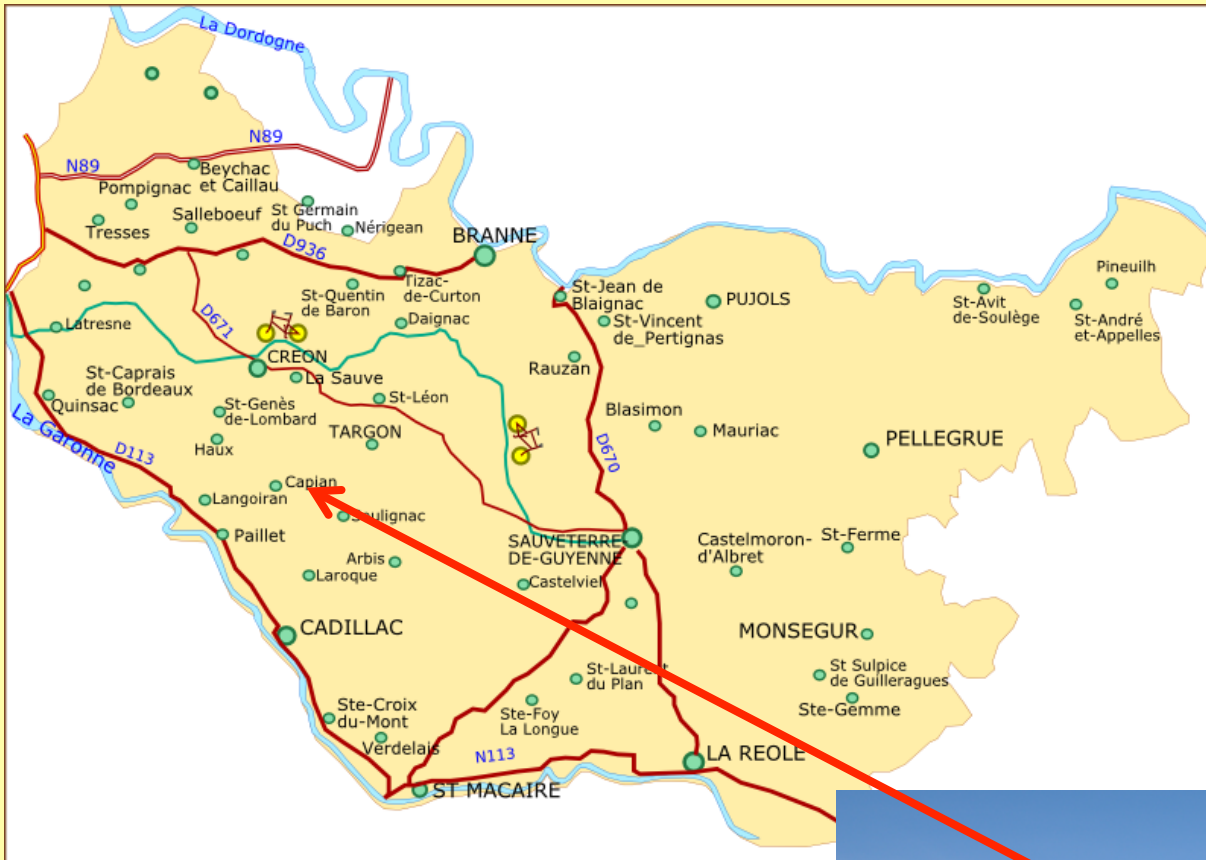 La Dordogne
N89
N89
Beychac
et Caillau
Pompignac
Salleboeuf
St Germain
du Puch
Nérigean
Tresses
BRANNE
D936
Tizac-
de-Curton
St-Quentin
de Baron
Daignac
St-Jean de
Blaignac
St-Vincent
de_Pertignas
PUJOLS
St-Avit
de-Soulège
Pineuilh
St-André
et-Appelles
Latresne
D671
CREON
La Sauve
Rauzan
St-Caprais
de Bordeaux
Quinsac
St-Genès
de-Lombard
St-Léon
Blasimon
Mauriac
La Garonne
D113
Haux
TARGON
D670
PELLEGRUE
Capian
Langoiran
Soulignac
Paillet
SAUVETERRE-
DE-GUYENNE
Castelmoron-
d'Albret
St-Ferme
Arbis
Laroque
Castelviel
CADILLAC
MONSEGUR
St-Laurent
du Plan
St Sulpice
de Guilleragues
Ste-Gemme
Ste-Croix
du-Mont
Verdelais
Ste-Foy
La Longue
N113
LA REOLE
ST MACAIRE